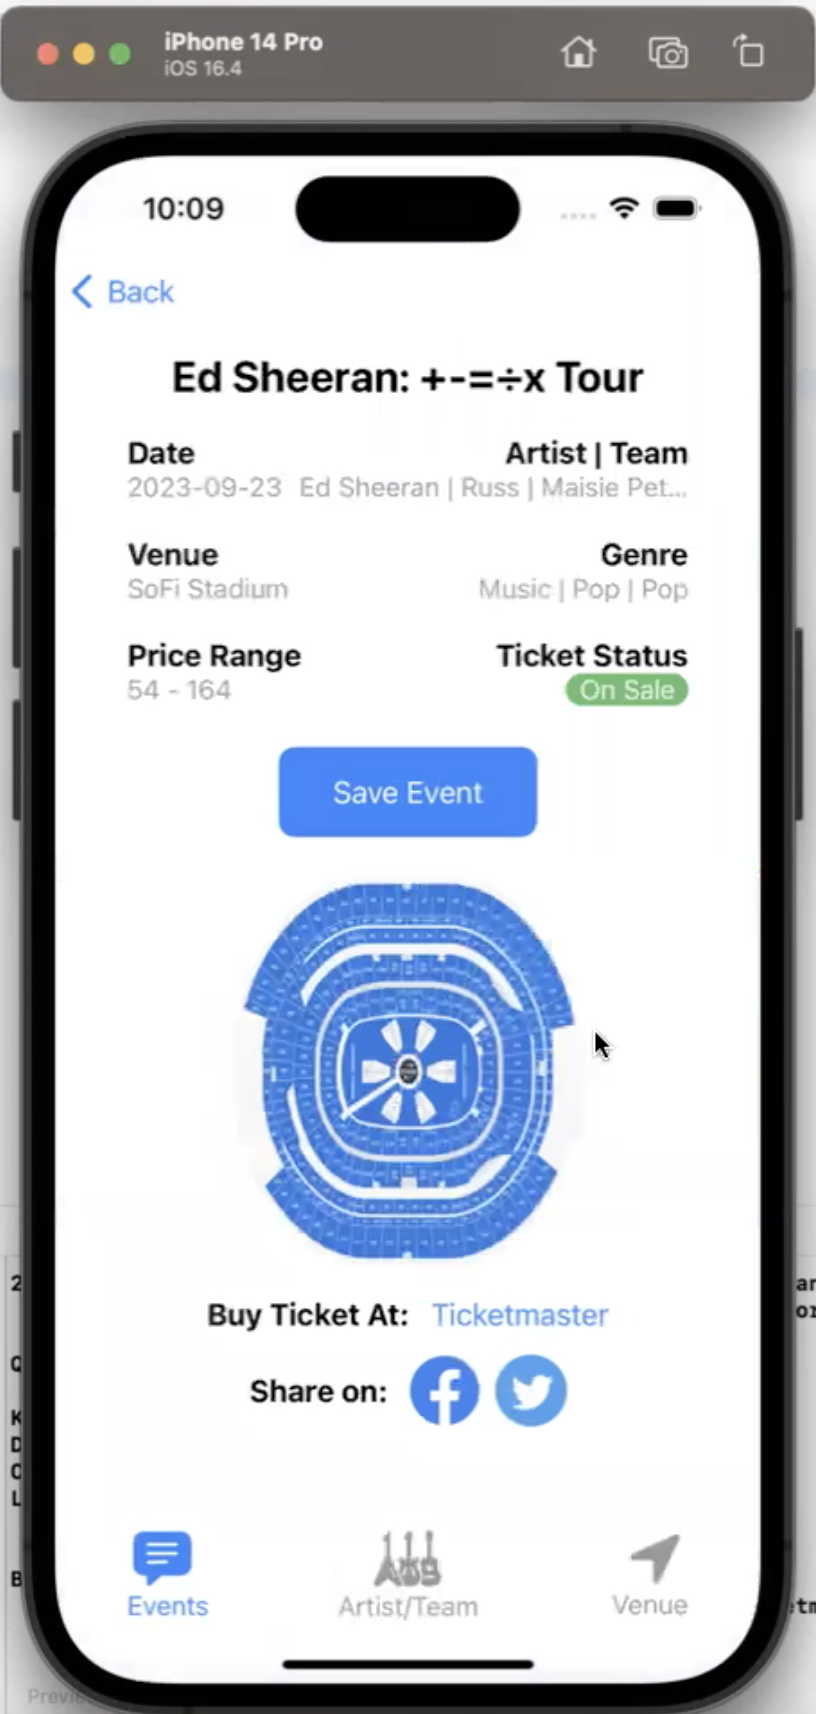 iPhone 14 Pro
iOS 16.4
10:09
Back
Ed Sheeran: +-=÷x Tour
Date Artist | Team
2023-09-23 Ed Sheeran | Russ | Maisie Pet...
Venue Genre
SoFi Stadium Music | Pop | Pop
Price Range Ticket Status
54 - 164 On Sale
Save Event
Buy Ticket At: Ticketmaster
Share on:
Events Artist/Team Venue